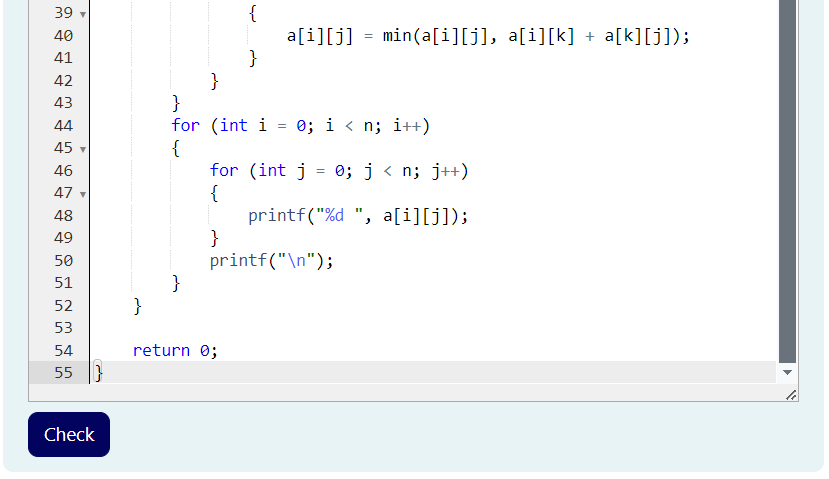 39 {
40 a[i][j] = min(a[i][j], a[i][k] + a[k][j]);
41 }
42 }
43 }
44 for (int i = 0; i < n; i++)
45 {
46 for (int j = 0; j < n; j++)
47 {
48 printf("%d ", a[i][j]);
49 }
50 printf("\n");
51 }
52 }
53
54 return 0;
55 }
Check